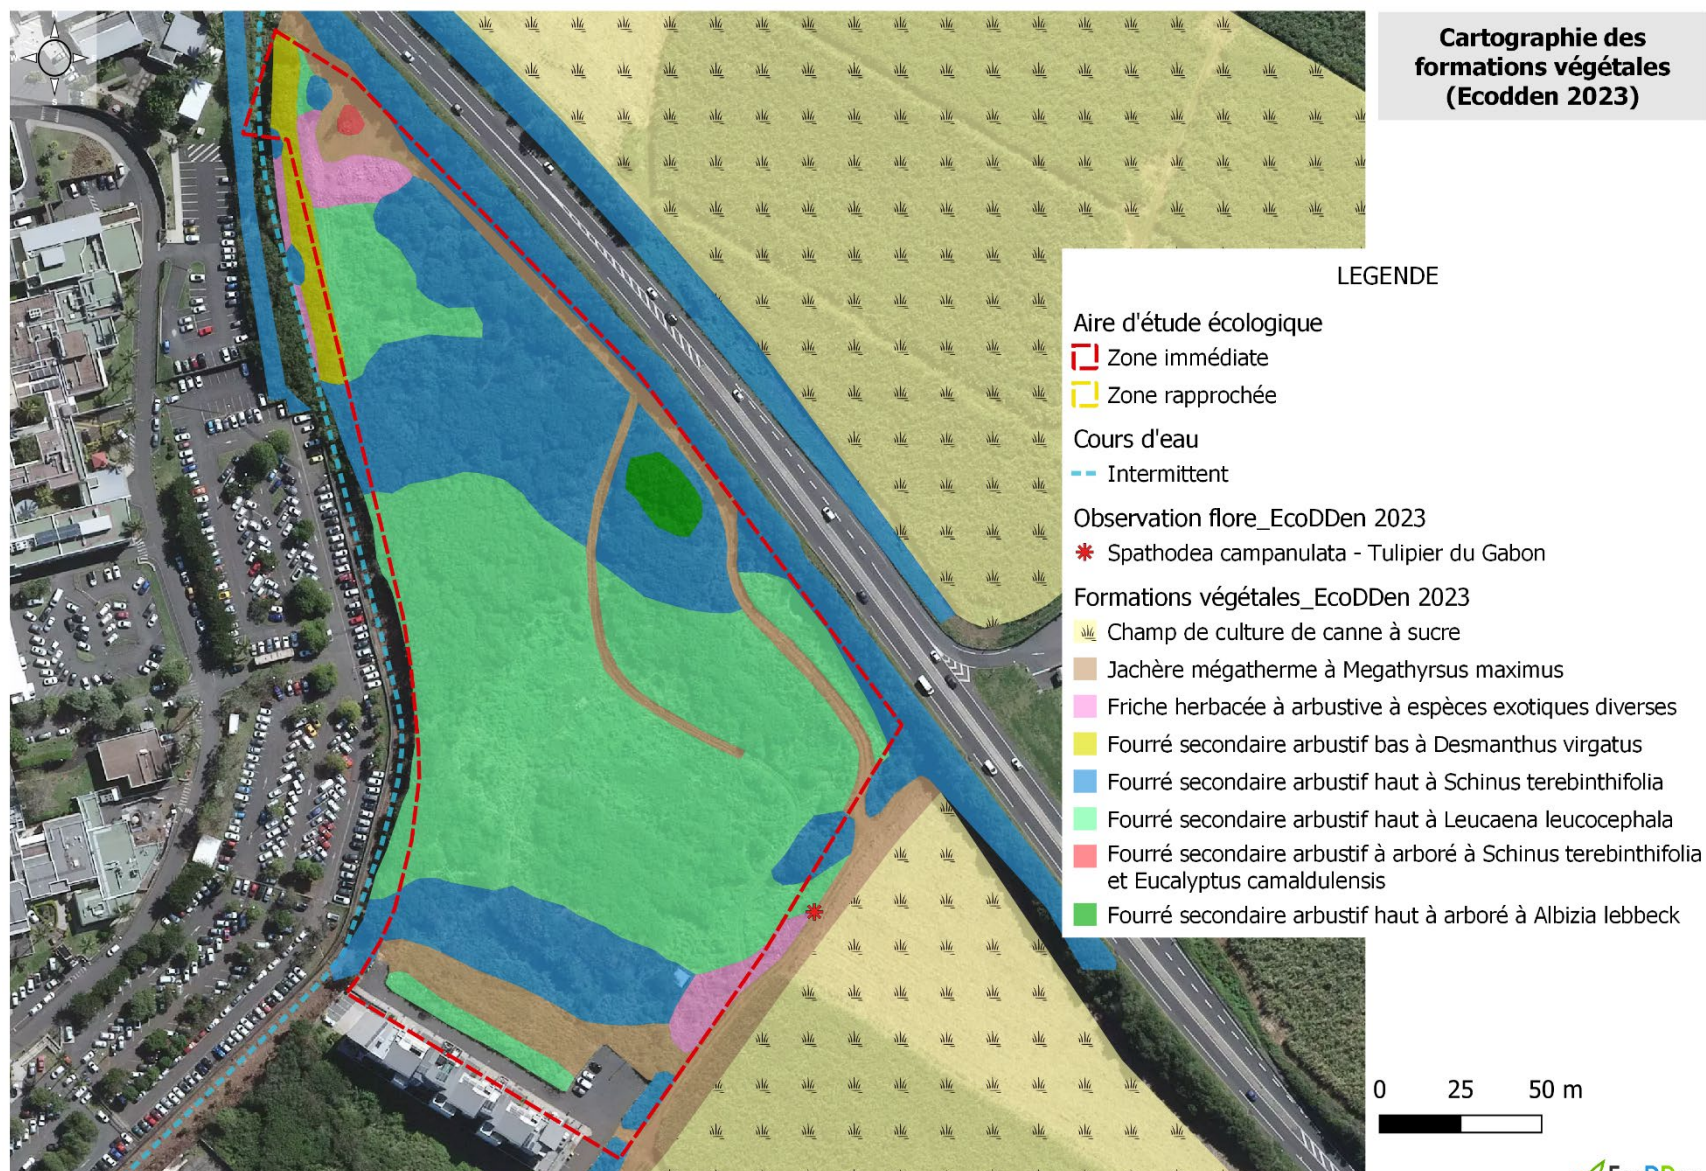 Cartographie des
formations végétales
(Ecodden 2023)
LEGENDE
Aire d'étude écologique
Zone immédiate
Zone rapprochée
Cours d'eau
Intermittent
Observation flore_EcoDDen 2023
Spathodea campanulata - Tulipier du Gabon
Formations végétales_EcoDDen 2023
Champ de culture de canne à sucre
Jachère mégatherme à Megathyrsus maximus
Friche herbacée à arbustive à espèces exotiques diverses
Fourré secondaire arbustif bas à Desmanthus virgatus
Fourré secondaire arbustif haut à Schinus terebinthifolia
Fourré secondaire arbustif haut à Leucaena leucocephala
Fourré secondaire arbustif à arboré à Schinus terebinthifolia
et Eucalyptus camaldulensis
Fourré secondaire arbustif haut à arboré à Albizia lebbeck
0 25 50 m